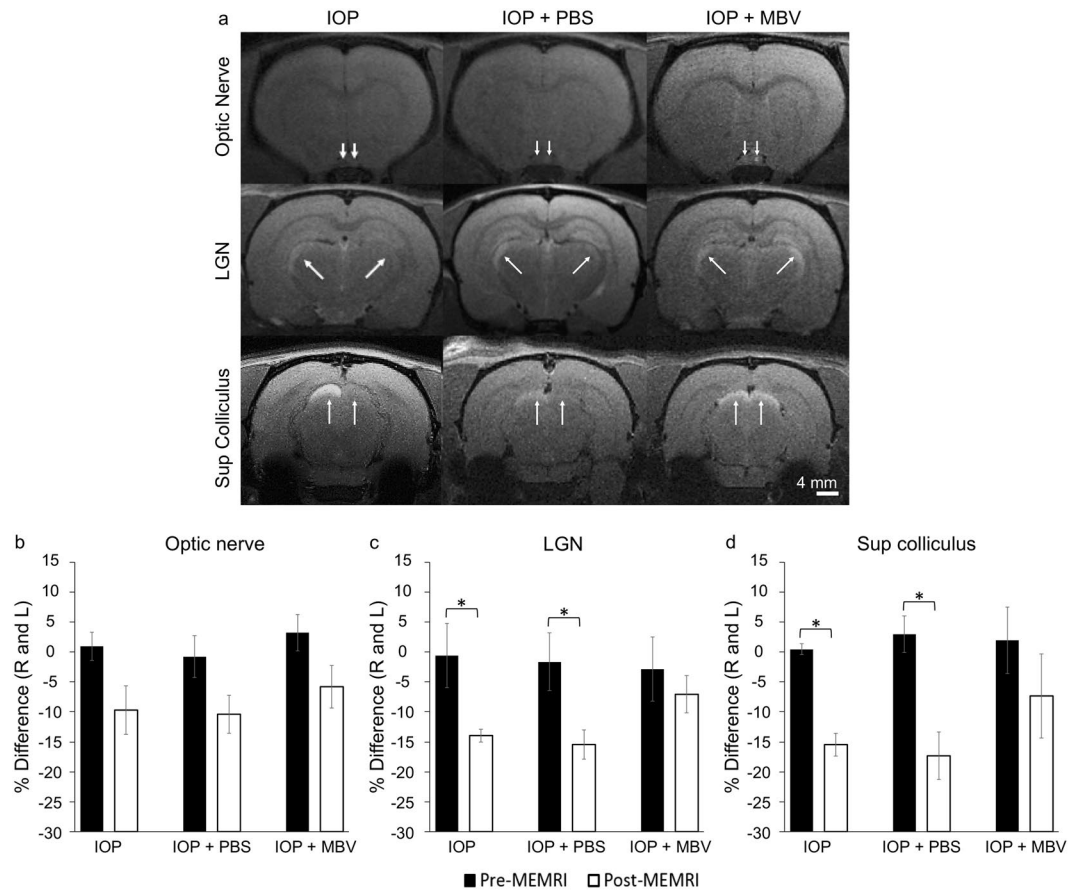 a
IOP IOP + PBS IOP + MBV
Optic Nerve
LGN
Sup Colliculus
4 mm
b Optic nerve
% Difference (R and L)
15
10
5
0
-5
-10
-15
-20
-25
-30
IOP IOP + PBS IOP + MBV
c LGN
% Difference (R and L)
15
10
5
0
-5
-10
-15
-20
-25
-30
* *
IOP IOP + PBS IOP + MBV
d Sup colliculus
% Difference (R and L)
15
10
5
0
-5
-10
-15
-20
-25
-30
* *
IOP IOP + PBS IOP + MBV
Pre-MEMRI Post-MEMRI